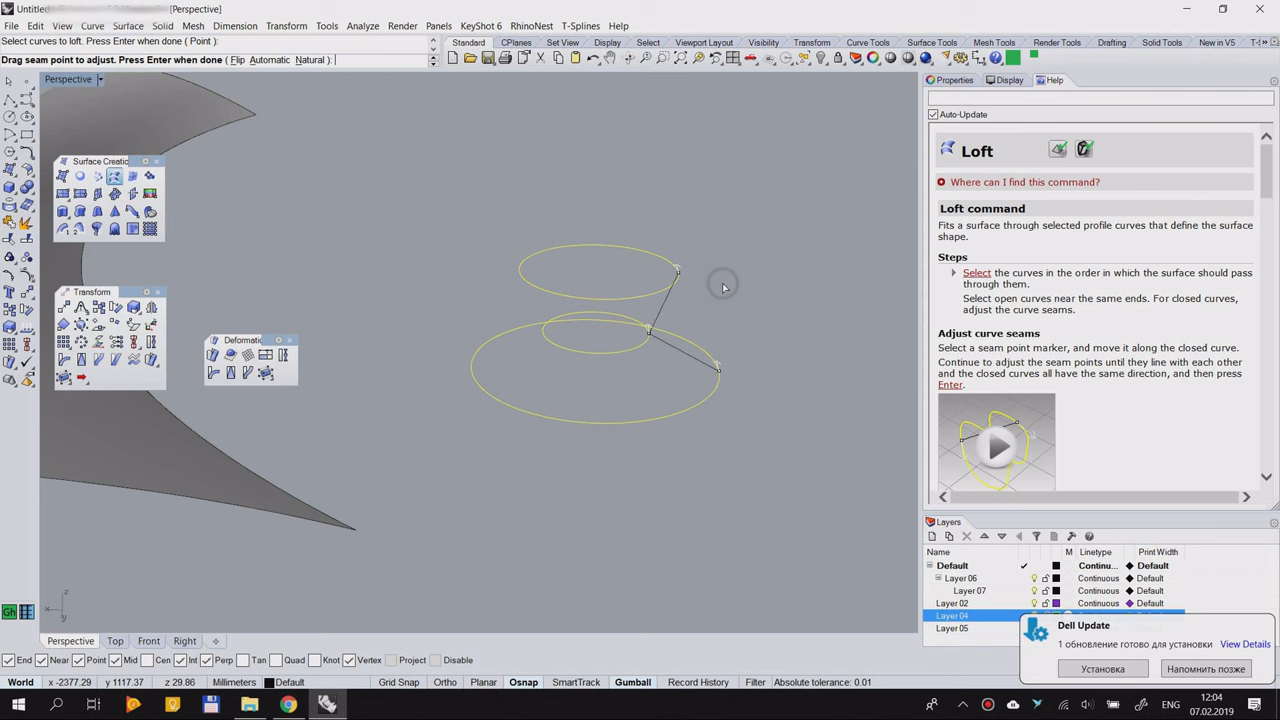 Untitled
[Perspective]
File Edit View Curve Surface Solid Mesh Dimension Transform Tools Analyze Render Panels KeyShot 6 RhinoNest T-Splines Help
Select curves to loft. Press Enter when done ( Point ):
Drag seam point to adjust. Press Enter when done ( Flip Automatic Natural ):
Standard CPlanes Set View Display Select Viewport Layout Visibility Transform Curve Tools Surface Tools Mesh Tools Render Tools Drafting Solid Tools New in V5
Perspective
Properties Display Help
Auto-Update
Loft
Where can I find this command?
Loft command
Fits a surface through selected profile curves that define the surface
shape.
Steps
Select the curves in the order in which the surface should pass
through them.
Select open curves near the same ends. For closed curves,
adjust the curve seams.
Adjust curve seams
Select a seam point marker, and move it along the closed curve.
Continue to adjust the seam points until they line with each other
and the closed curves all have the same direction, and then press
Enter.
Surface Creatic
Transform
Deformatic
Layers
Name M Linetype Print Width
Default Continu... Default
Layer 06 Continuous Default
Layer 07 Continuous Default
Layer 02 Continuous Default
Layer 04
Layer 05
Dell Update
1 обновление готово для установки View Details
Установка Напомнить позже
z
y
Gh
Perspective Top Front Right
End Near Point Mid Cen Int Perp Tan Quad Knot Vertex Project Disable
World x -2377.29 y 1117.37 z 29.86 Millimeters Default Grid Snap Ortho Planar Osnap SmartTrack Gumball Record History Filter Absolute tolerance: 0.01
ENG
12:04
07.02.2019